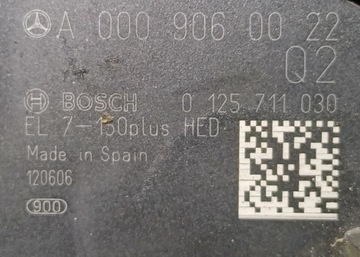 A 000 906 00 22
Q2
BOSCH 0 125 711 030
EL 7-150plus HED
Made in Spain
120606
900